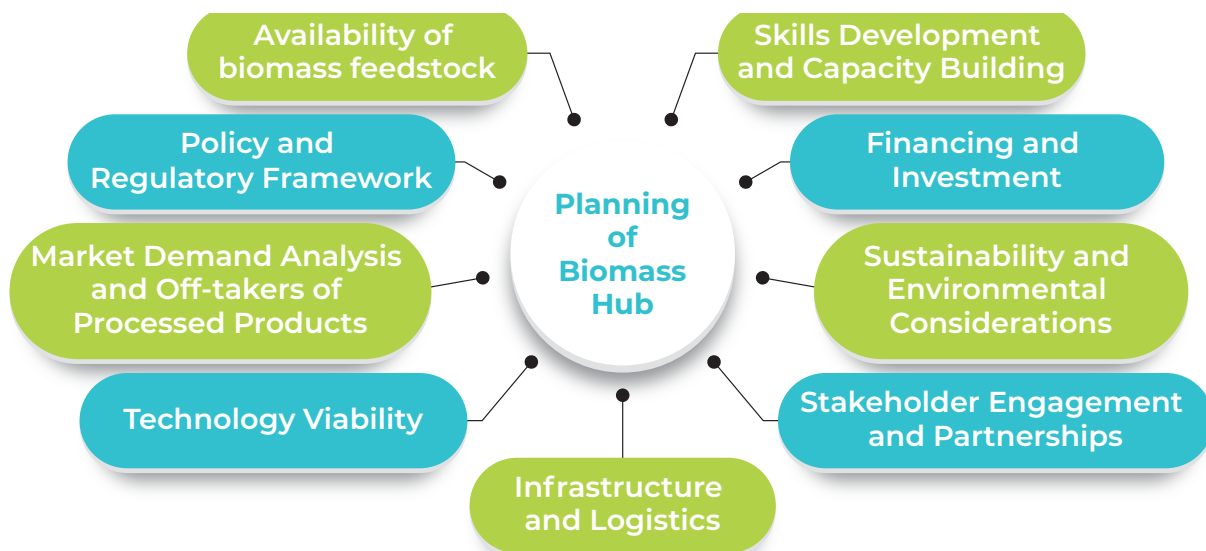 Availability of
biomass feedstock
Skills Development
and Capacity Building
Policy and
Regulatory Framework
Financing and
Investment
Planning
of
Biomass
Hub
Market Demand Analysis
and Off-takers of
Processed Products
Sustainability and
Environmental
Considerations
Technology Viability
Stakeholder Engagement
and Partnerships
Infrastructure
and Logistics